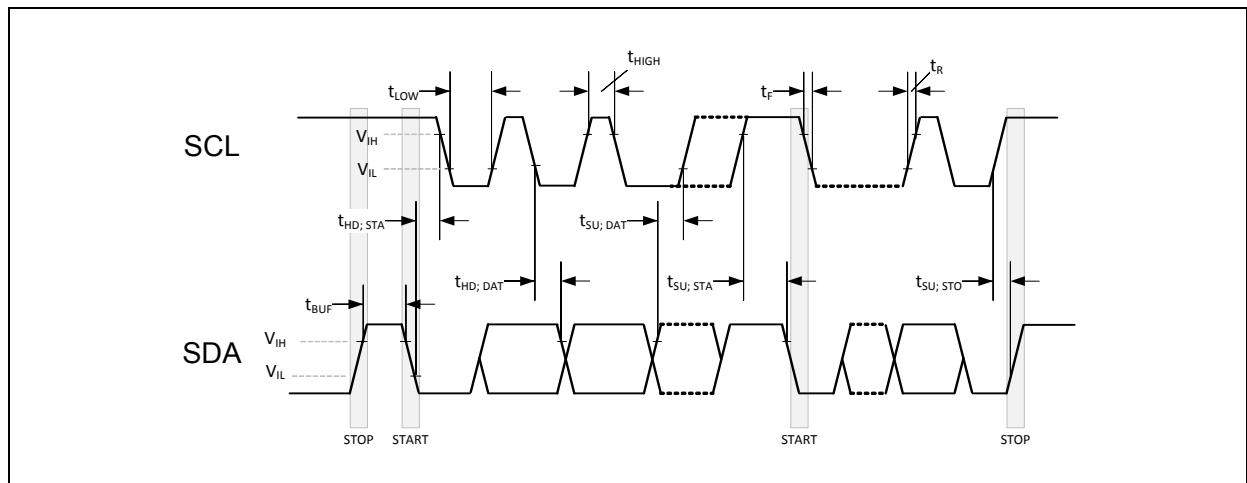 tHIGH
tLOW
tF
tR
SCL
VIH
VIL
tHD; STA
tSU; DAT
tHD; DAT
tSU; STA
tSU; STO
tBUF
SDA
VIH
VIL
STOP START START STOP